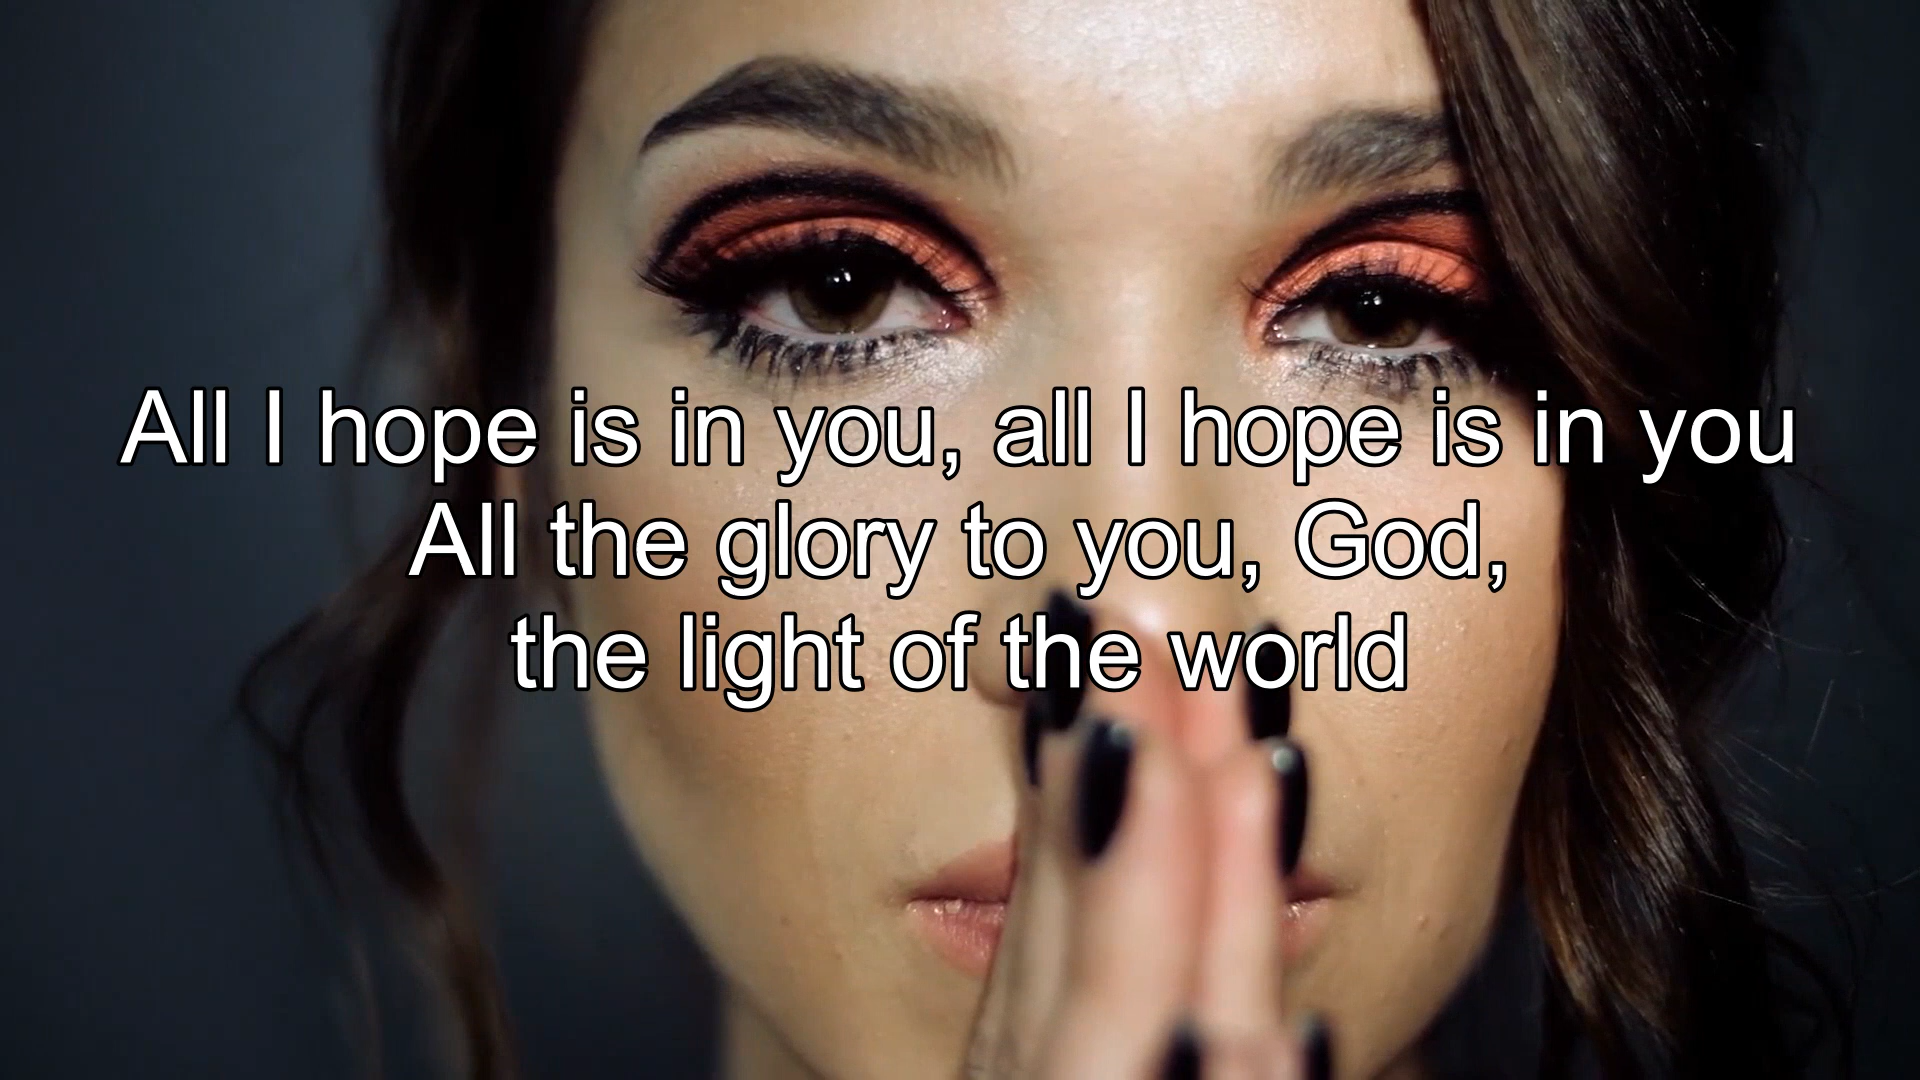 All I hope is in you, all I hope is in you
All the glory to you, God,
the light of the world